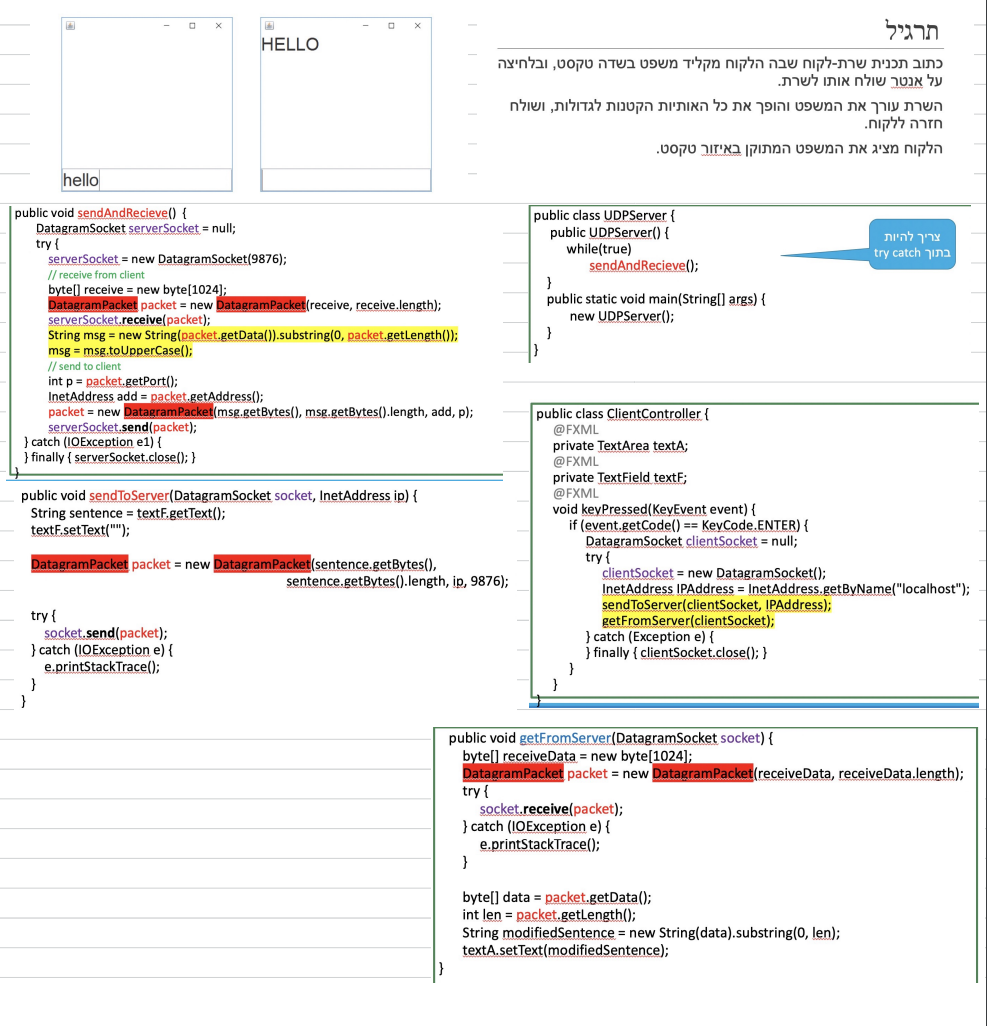 hello
HELLO
תרגיל
כתוב תכנית שרת-לקוח שבה הלקוח מקליד משפט בשדה טקסט, ובלחיצה
על אנטר שולח אותו לשרת.
השרת עורך את המשפט והופך את כל האותיות הקטנות לגדולות, ושולח
חזרה ללקוח.
הלקוח מציג את המשפט המתוקן באיזור טקסט.
public void sendAndRecieve() {
DatagramSocket serverSocket = null;
try {
serverSocket = new DatagramSocket(9876);
// receive from client
byte[] receive = new byte[1024];
DatagramPacket packet = new DatagramPacket(receive, receive.length);
serverSocket.receive(packet);
String msg = new String(packet.getData()).substring(0, packet.getLength());
msg = msg.toUpperCase();
// send to client
int p = packet.getPort();
InetAddress add = packet.getAddress();
packet = new DatagramPacket(msg.getBytes(), msg.getBytes().length, add, p);
serverSocket.send(packet);
} catch (IOException e1) {
} finally { serverSocket.close(); }
}
public class UDPServer {
public UDPServer() {
while(true)
sendAndRecieve();
}
public static void main(String[] args) {
new UDPServer();
}
}
צריך להיות
בתוך try catch
public void sendToServer(DatagramSocket socket, InetAddress ip) {
String sentence = textF.getText();
textF.setText("");
DatagramPacket packet = new DatagramPacket(sentence.getBytes(),
sentence.getBytes().length, ip, 9876);
try {
socket.send(packet);
} catch (IOException e) {
e.printStackTrace();
}
}
public class ClientController {
@FXML
private TextArea textA;
@FXML
private TextField textF;
@FXML
void keyPressed(KeyEvent event) {
if (event.getCode() == KeyCode.ENTER) {
DatagramSocket clientSocket = null;
try {
clientSocket = new DatagramSocket();
InetAddress IPAddress = InetAddress.getByName("localhost");
sendToServer(clientSocket, IPAddress);
getFromServer(clientSocket);
} catch (Exception e) {
} finally { clientSocket.close(); }
}
}
}
public void getFromServer(DatagramSocket socket) {
byte[] receiveData = new byte[1024];
DatagramPacket packet = new DatagramPacket(receiveData, receiveData.length);
try {
socket.receive(packet);
} catch (IOException e) {
e.printStackTrace();
}
byte[] data = packet.getData();
int len = packet.getLength();
String modifiedSentence = new String(data).substring(0, len);
textA.setText(modifiedSentence);
}